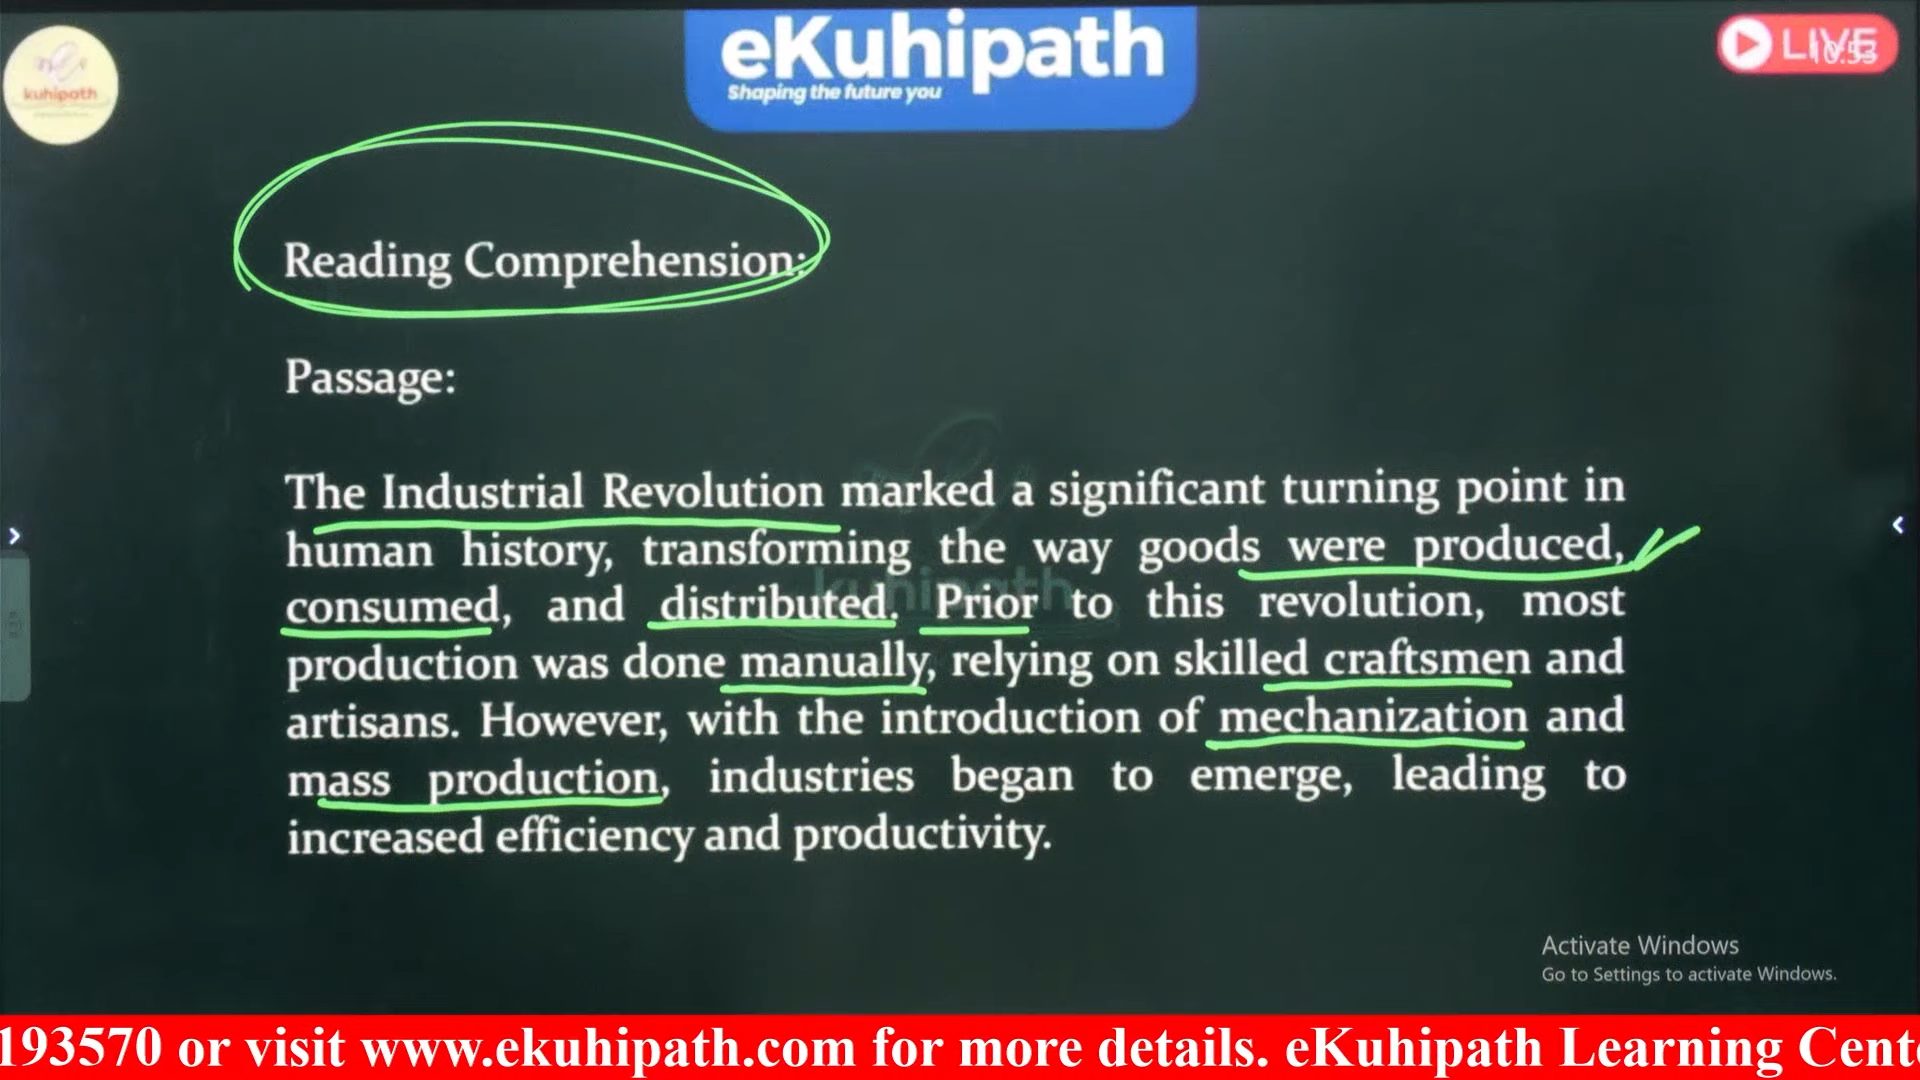 eKuhipath
Shaping the future you
kuhipath
LIVE
10:53
Reading Comprehension:
Passage:
The Industrial Revolution marked a significant turning point in
human history, transforming the way goods were produced,
consumed, and distributed. Prior to this revolution, most
production was done manually, relying on skilled craftsmen and
artisans. However, with the introduction of mechanization and
mass production, industries began to emerge, leading to
increased efficiency and productivity.
kuhipath
Activate Windows
Go to Settings to activate Windows.
193570 or visit www.ekuhipath.com for more details. eKuhipath Learning Cent